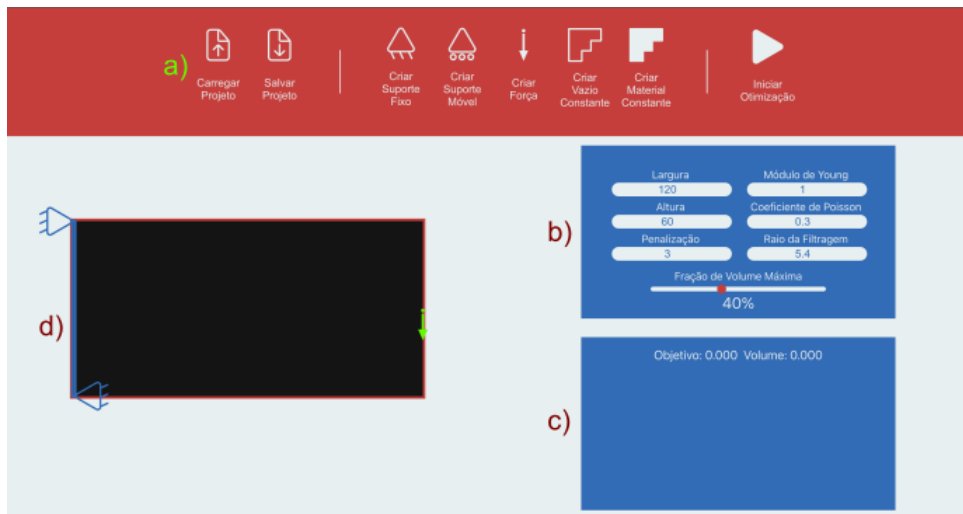 a)
Carregar
Projeto
Salvar
Projeto
Criar
Suporte
Fixo
Criar
Suporte
Móvel
Criar
Força
Criar
Vazio
Constante
Criar
Material
Constante
Iniciar
Otimização
b)
Largura
120
Módulo de Young
1
Altura
60
Coeficiente de Poisson
0.3
Penalização
3
Raio da Filtragem
5.4
Fração de Volume Máxima
40%
d)
c)
Objetivo: 0.000 Volume: 0.000